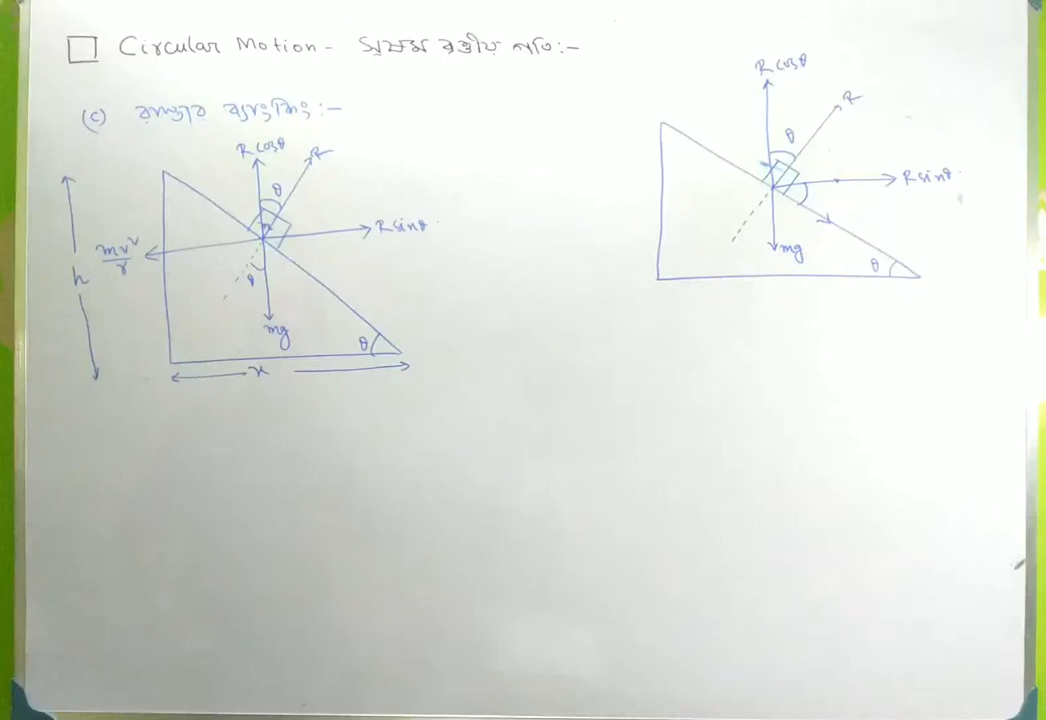 Circular Motion - সুষম বৃত্তীয় গতি:-
(c) রাস্তার ব্যাংকিং:-
R cosθ
R
θ
R sinθ
mv²/r
h
θ
mg
θ
x
R cosθ
R
θ
R sinθ
mg
θ